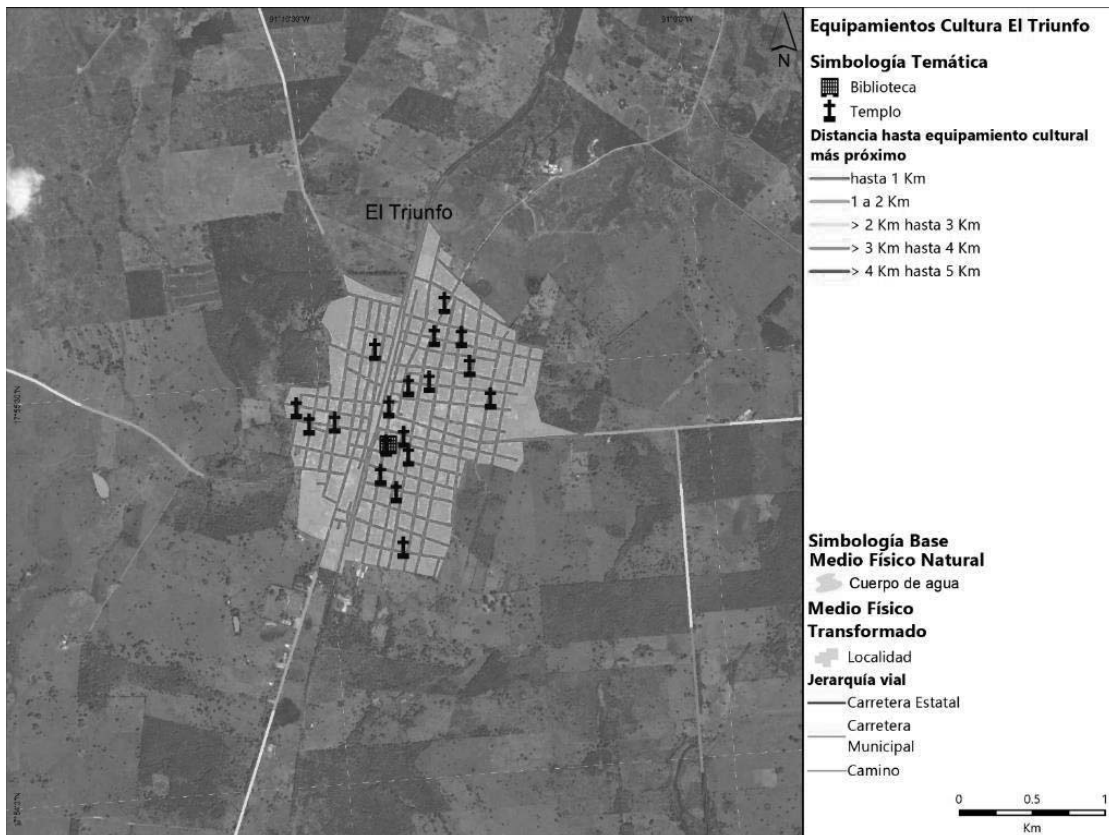 El Triunfo
N
Equipamientos Cultura El Triunfo
Simbología Temática
Biblioteca
Templo
Distancia hasta equipamiento cultural
más próximo
hasta 1 Km
1 a 2 Km
> 2 Km hasta 3 Km
> 3 Km hasta 4 Km
> 4 Km hasta 5 Km
Simbología Base
Medio Físico Natural
Cuerpo de agua
Medio Físico
Transformado
Localidad
Jerarquía vial
Carretera Estatal
Carretera
Municipal
Camino
0 0.5 1
Km